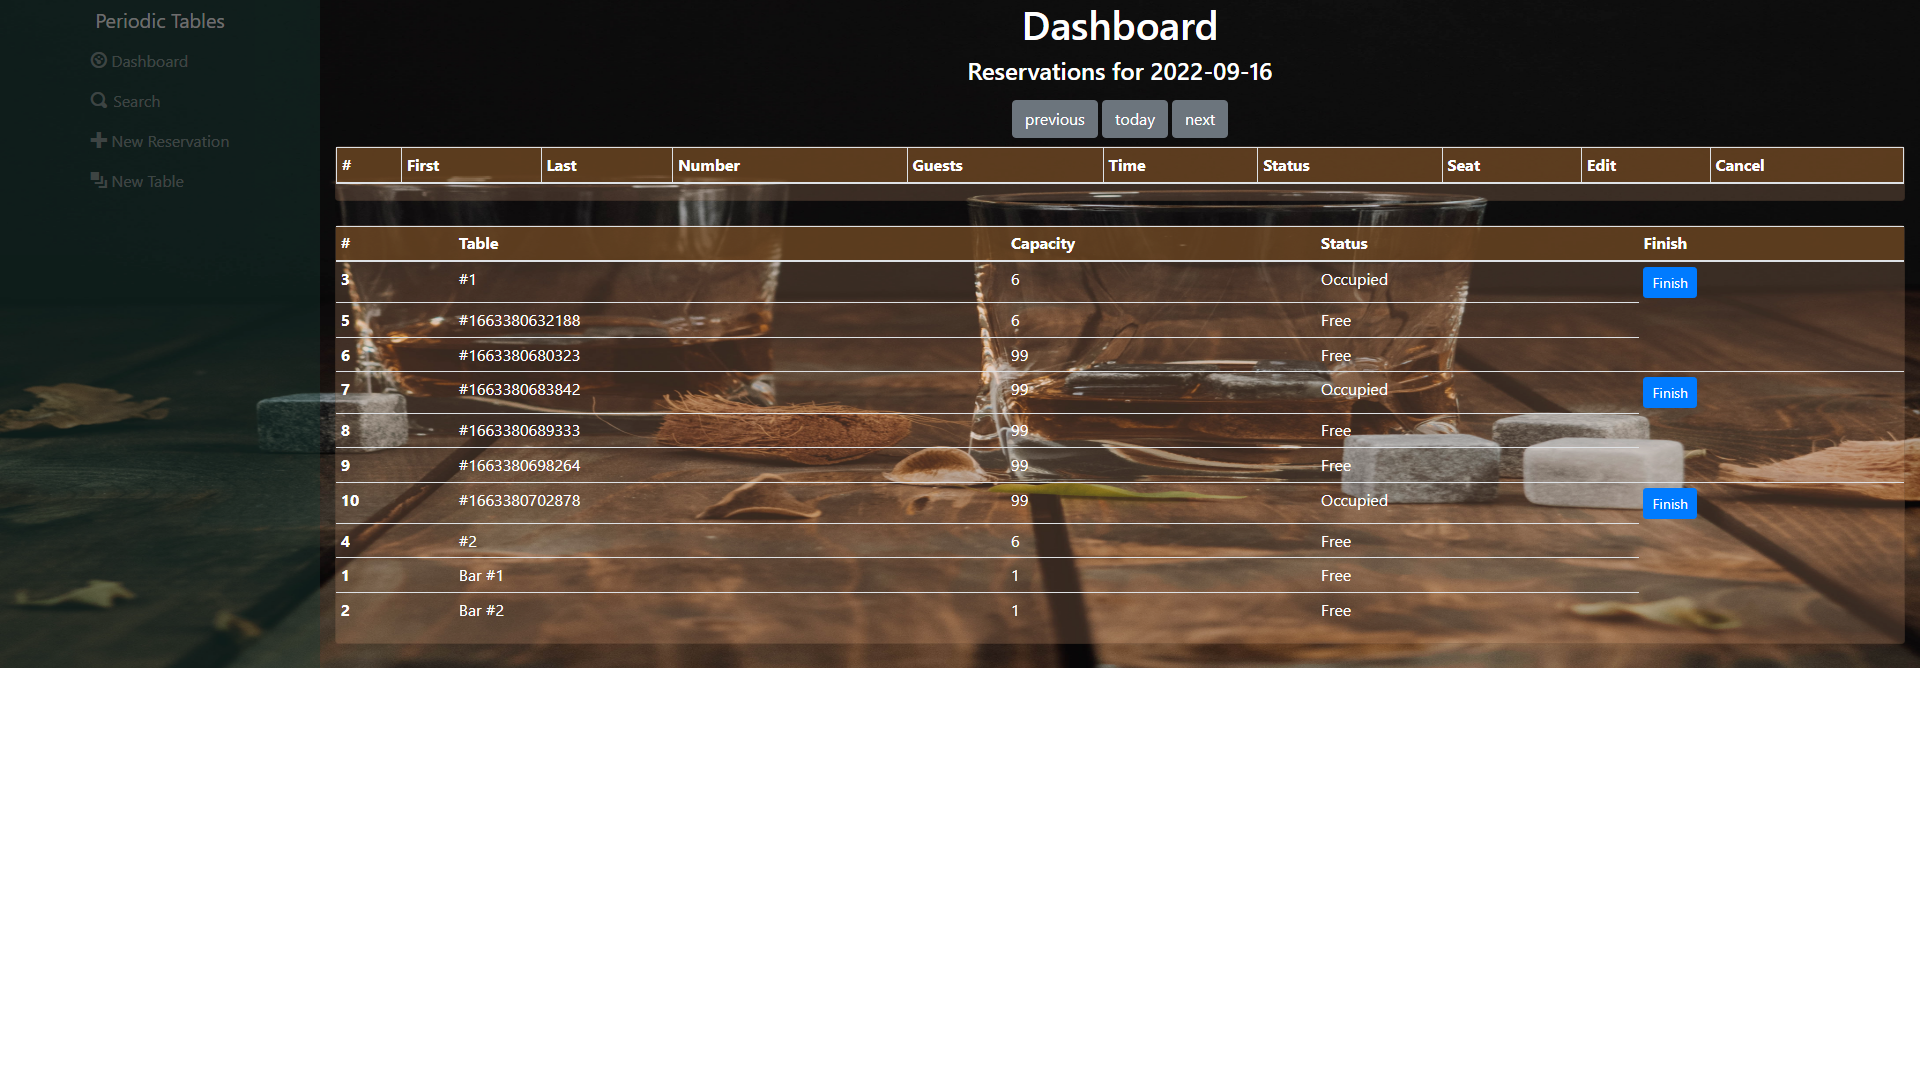 Periodic Tables
Dashboard
Search
New Reservation
New Table
Dashboard
Reservations for 2022-09-16
previous today next
# First Last Number Guests Time Status Seat Edit Cancel
# Table Capacity Status Finish
3 #1 6 Occupied Finish
5 #1663380632188 6 Free
6 #1663380680323 99 Free
7 #1663380683842 99 Occupied Finish
8 #1663380689333 99 Free
9 #1663380698264 99 Free
10 #1663380702878 99 Occupied Finish
4 #2 6 Free
1 Bar #1 1 Free
2 Bar #2 1 Free